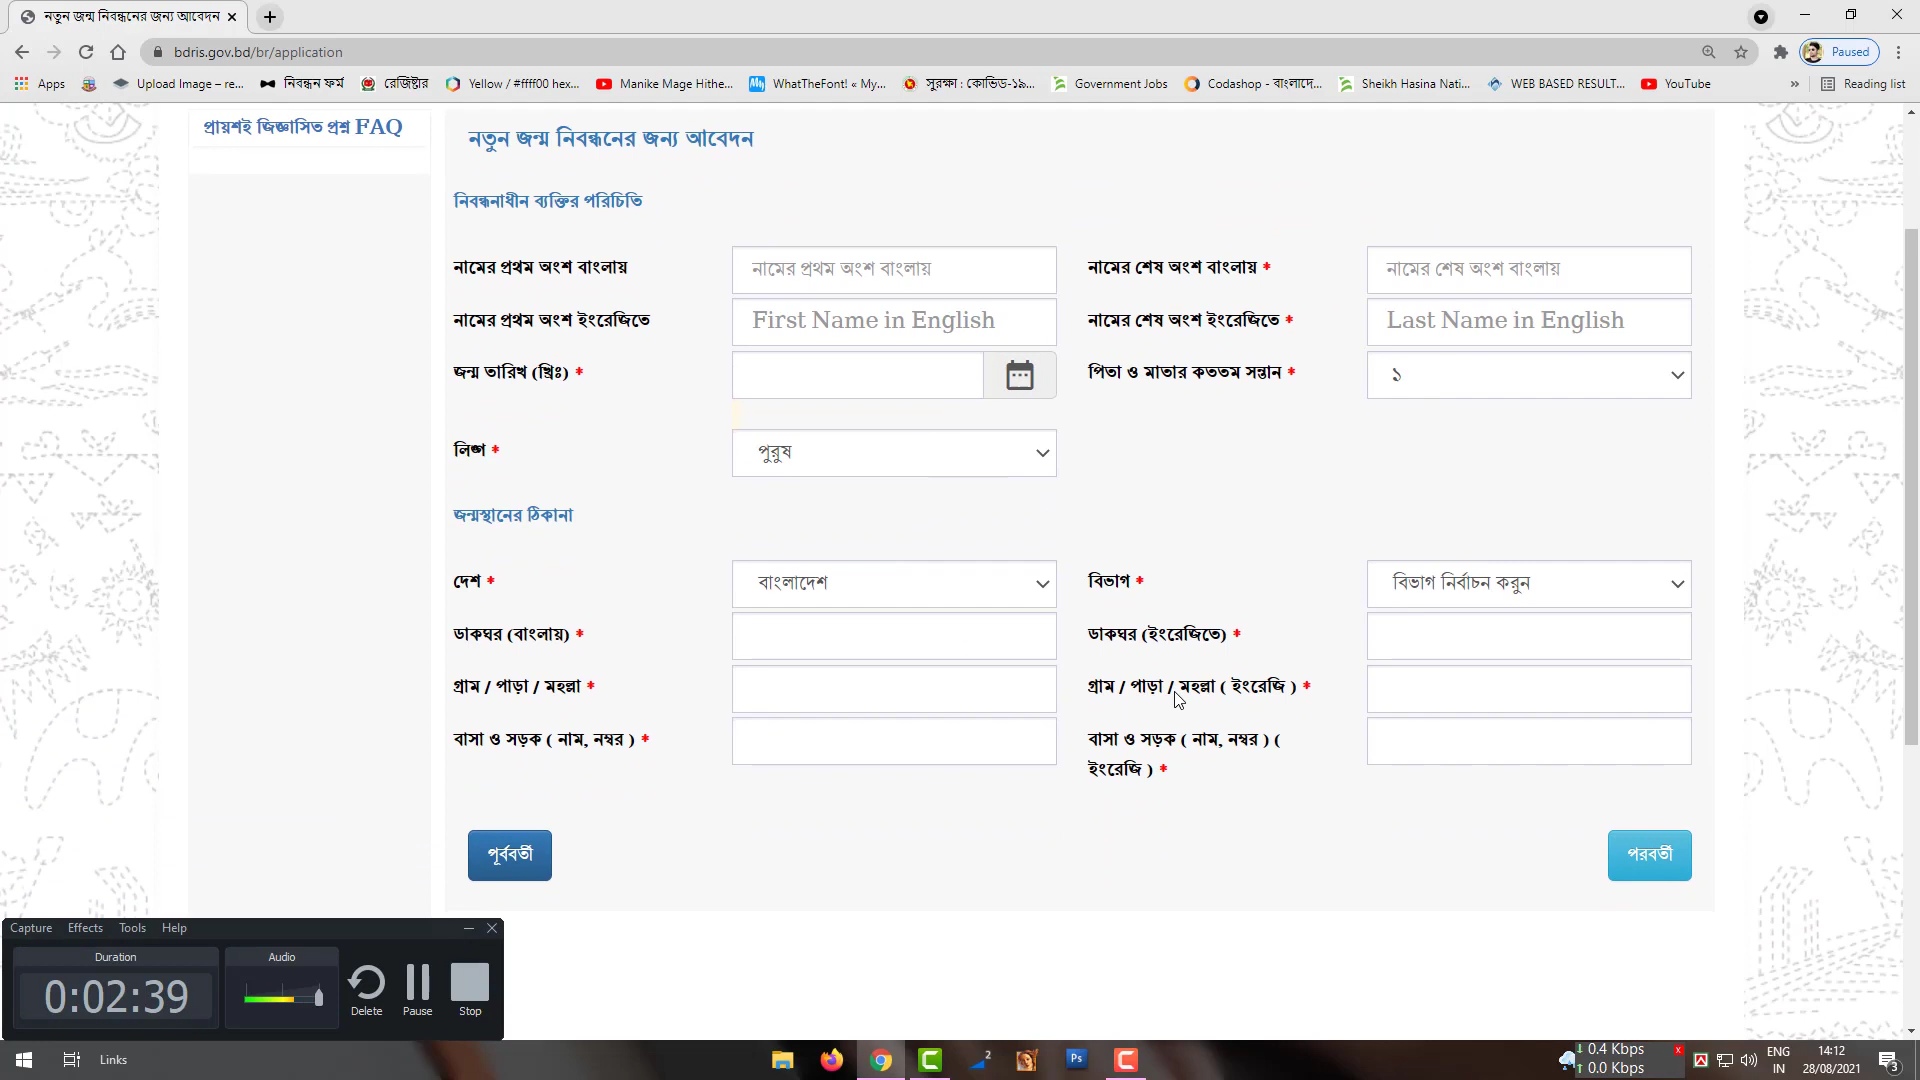 নতুন জন্ম নিবন্ধনের জন্য আবেদন
bdris.gov.bd/br/application
Paused
Apps
Upload Image – re...
নিবন্ধন ফর্ম
রেজিষ্টার
Yellow / #ffff00 hex...
Manike Mage Hithe...
WhatTheFont! « My...
সুরক্ষা : কোভিড-১৯...
Government Jobs
Codashop - বাংলাদে...
Sheikh Hasina Nati...
WEB BASED RESULT...
YouTube
»
Reading list
প্রায়শই জিজ্ঞাসিত প্রশ্ন FAQ
নতুন জন্ম নিবন্ধনের জন্য আবেদন
নিবন্ধনাধীন ব্যক্তির পরিচিতি
নামের প্রথম অংশ বাংলায়
নামের প্রথম অংশ বাংলায়
নামের শেষ অংশ বাংলায় *
নামের শেষ অংশ বাংলায়
নামের প্রথম অংশ ইংরেজিতে
First Name in English
নামের শেষ অংশ ইংরেজিতে *
Last Name in English
জন্ম তারিখ (খ্রিঃ) *
পিতা ও মাতার কততম সন্তান *
১
লিঙ্গ *
পুরুষ
জন্মস্থানের ঠিকানা
দেশ *
বাংলাদেশ
বিভাগ *
বিভাগ নির্বাচন করুন
ডাকঘর (বাংলায়) *
ডাকঘর (ইংরেজিতে) *
গ্রাম / পাড়া / মহল্লা *
গ্রাম / পাড়া / মহল্লা ( ইংরেজি ) *
বাসা ও সড়ক ( নাম, নম্বর ) *
বাসা ও সড়ক ( নাম, নম্বর ) (
ইংরেজি ) *
পূর্ববর্তী
পরবর্তী
Capture Effects Tools Help
Duration
Audio
0:02:39
Delete
Pause
Stop
Links
2
Ps
0.4 Kbps
0.0 Kbps
ENG
IN
14:12
28/08/2021
3